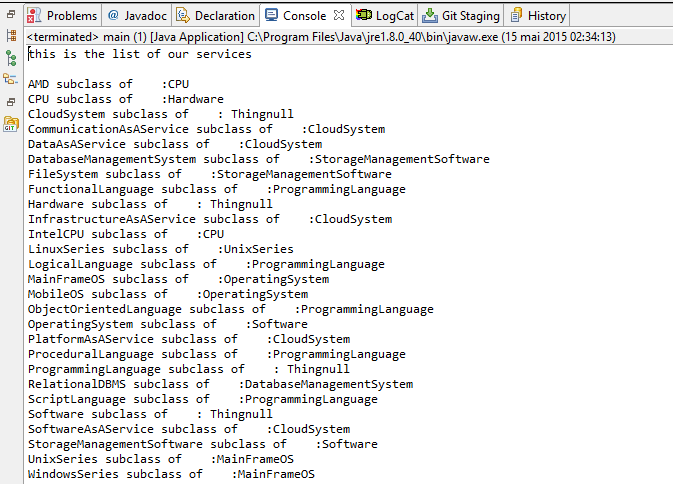 Problems @ Javadoc Declaration Console LogCat Git Staging History
<terminated> main (1) [Java Application] C:\Program Files\Java\jre1.8.0_40\bin\javaw.exe (15 mai 2015 02:34:13)
this is the list of our services
AMD subclass of    :CPU
CPU subclass of    :Hardware
CloudSystem subclass of    : Thingnull
CommunicationAsAService subclass of    :CloudSystem
DataAsAService subclass of    :CloudSystem
DatabaseManagementSystem subclass of    :StorageManagementSoftware
FileSystem subclass of    :StorageManagementSoftware
FunctionalLanguage subclass of    :ProgrammingLanguage
Hardware subclass of    : Thingnull
InfrastructureAsAService subclass of    :CloudSystem
IntelCPU subclass of    :CPU
LinuxSeries subclass of    :UnixSeries
LogicalLanguage subclass of    :ProgrammingLanguage
MainFrameOS subclass of    :OperatingSystem
MobileOS subclass of    :OperatingSystem
ObjectOrientedLanguage subclass of    :ProgrammingLanguage
OperatingSystem subclass of    :Software
PlatformAsAService subclass of    :CloudSystem
ProceduralLanguage subclass of    :ProgrammingLanguage
ProgrammingLanguage subclass of    : Thingnull
RelationalDBMS subclass of    :DatabaseManagementSystem
ScriptLanguage subclass of    :ProgrammingLanguage
Software subclass of    : Thingnull
SoftwareAsAService subclass of    :CloudSystem
StorageManagementSoftware subclass of    :Software
UnixSeries subclass of    :MainFrameOS
WindowsSeries subclass of    :MainFrameOS
GIT